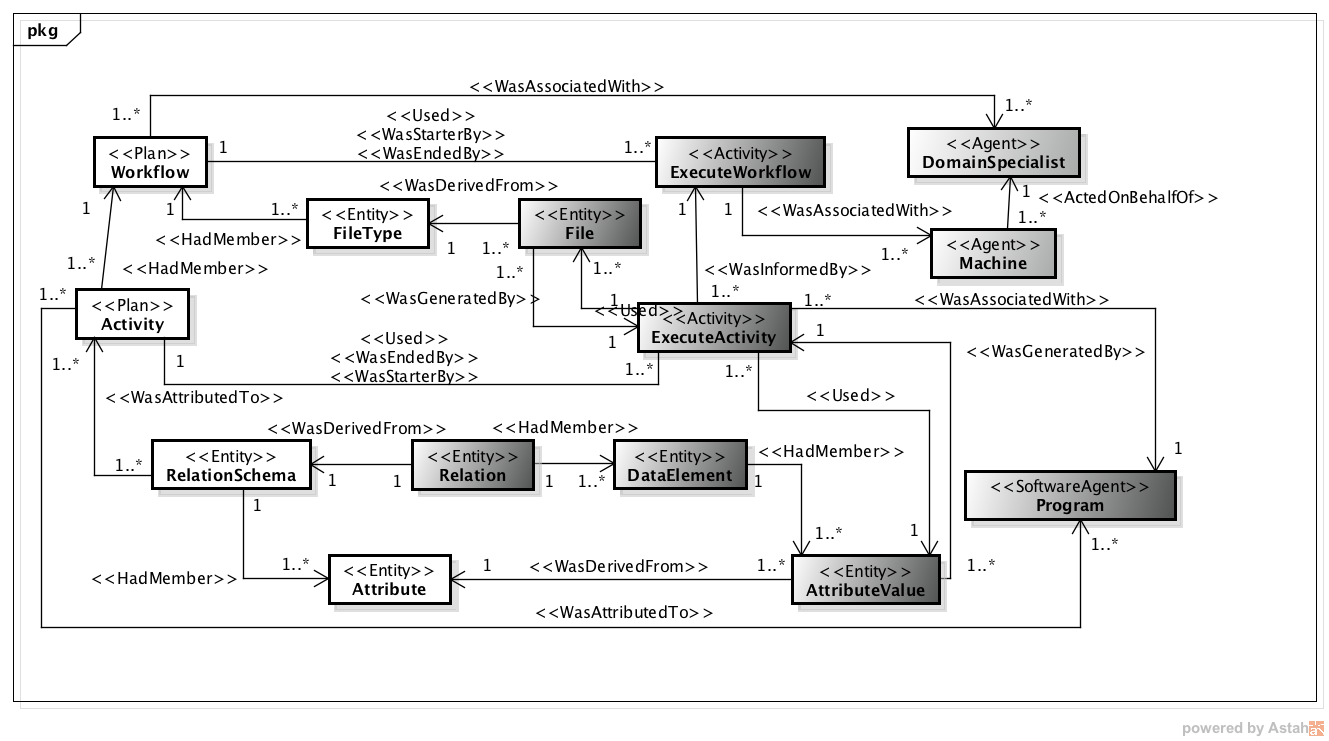 pkg
<<WasAssociatedWith>>
1..*
1..*
<<Used>>
<<WasStarterBy>>
<<WasEndedBy>>
1
1..*
<<Plan>>
Workflow
<<Activity>>
ExecuteWorkflow
<<Agent>>
DomainSpecialist
<<WasDerivedFrom>>
1
1
1..*
<<Entity>>
FileType
<<Entity>>
File
1
1
<<WasAssociatedWith>>
1..*
1
<<ActedOnBehalfOf>>
1..*
<<Agent>>
Machine
<<HadMember>>
1
1..*
1..*
<<HadMember>>
1..*
1..*
1..*
<<WasInformedBy>>
1..*
<<WasGeneratedBy>>
1
<<Used>>
1..*
<<Plan>>
Activity
<<Activity>>
ExecuteActivity
1..*
<<WasAssociatedWith>>
1
1
<<WasGeneratedBy>>
<<Used>>
<<WasEndedBy>>
<<WasStarterBy>>
1..*
1
1..*
1..*
<<WasAttributedTo>>
<<Used>>
<<WasDerivedFrom>>
<<HadMember>>
<<HadMember>>
1..*
<<Entity>>
RelationSchema
1
1
<<Entity>>
Relation
1
1..*
<<Entity>>
DataElement
1
1
<<SoftwareAgent>>
Program
1
1..*
1
1..*
<<HadMember>>
1..*
<<Entity>>
Attribute
1
<<WasDerivedFrom>>
1..*
<<Entity>>
AttributeValue
1..*
<<WasAttributedTo>>
powered by Astah